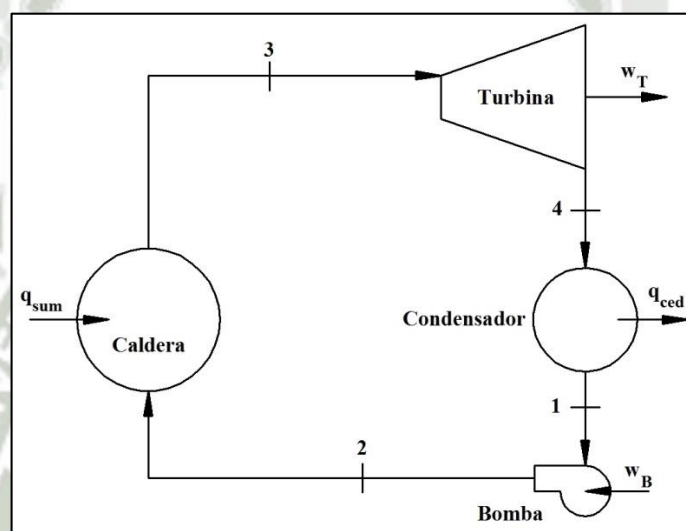 3
w_T
Turbina
4
q_sum
Caldera
Condensador
q_ced
1
2
w_B
Bomba